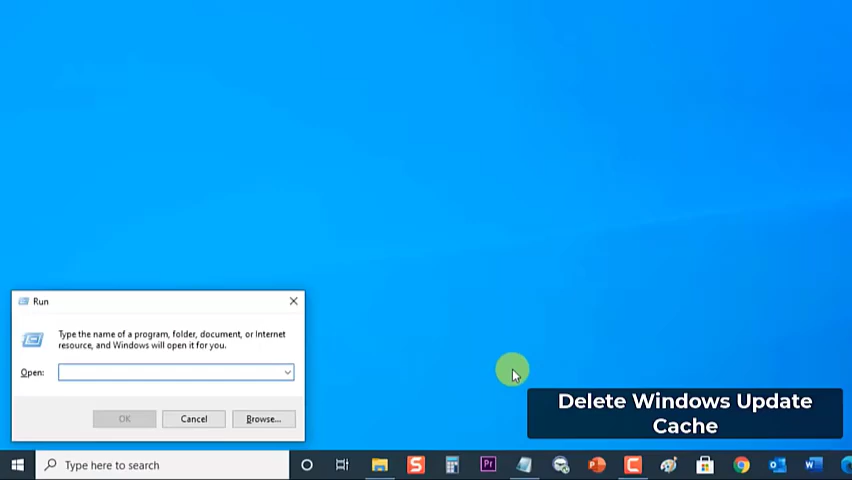 Run
Type the name of a program, folder, document, or Internet
resource, and Windows will open it for you.
Open:
OK
Cancel
Browse...
Delete Windows Update
Cache
Type here to search